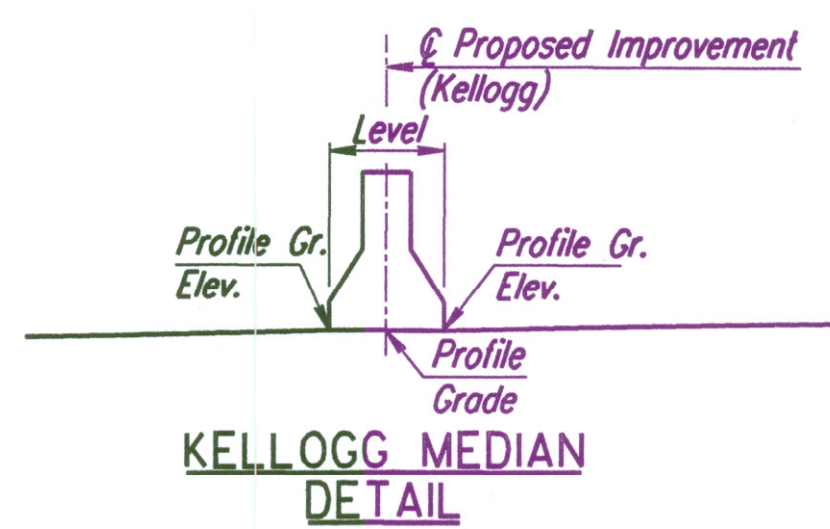 ℄ Proposed Improvement
(Kellogg)
Level
Profile Gr.
Elev.
Profile Gr.
Elev.
Profile
Grade
KELLOGG MEDIAN
DETAIL